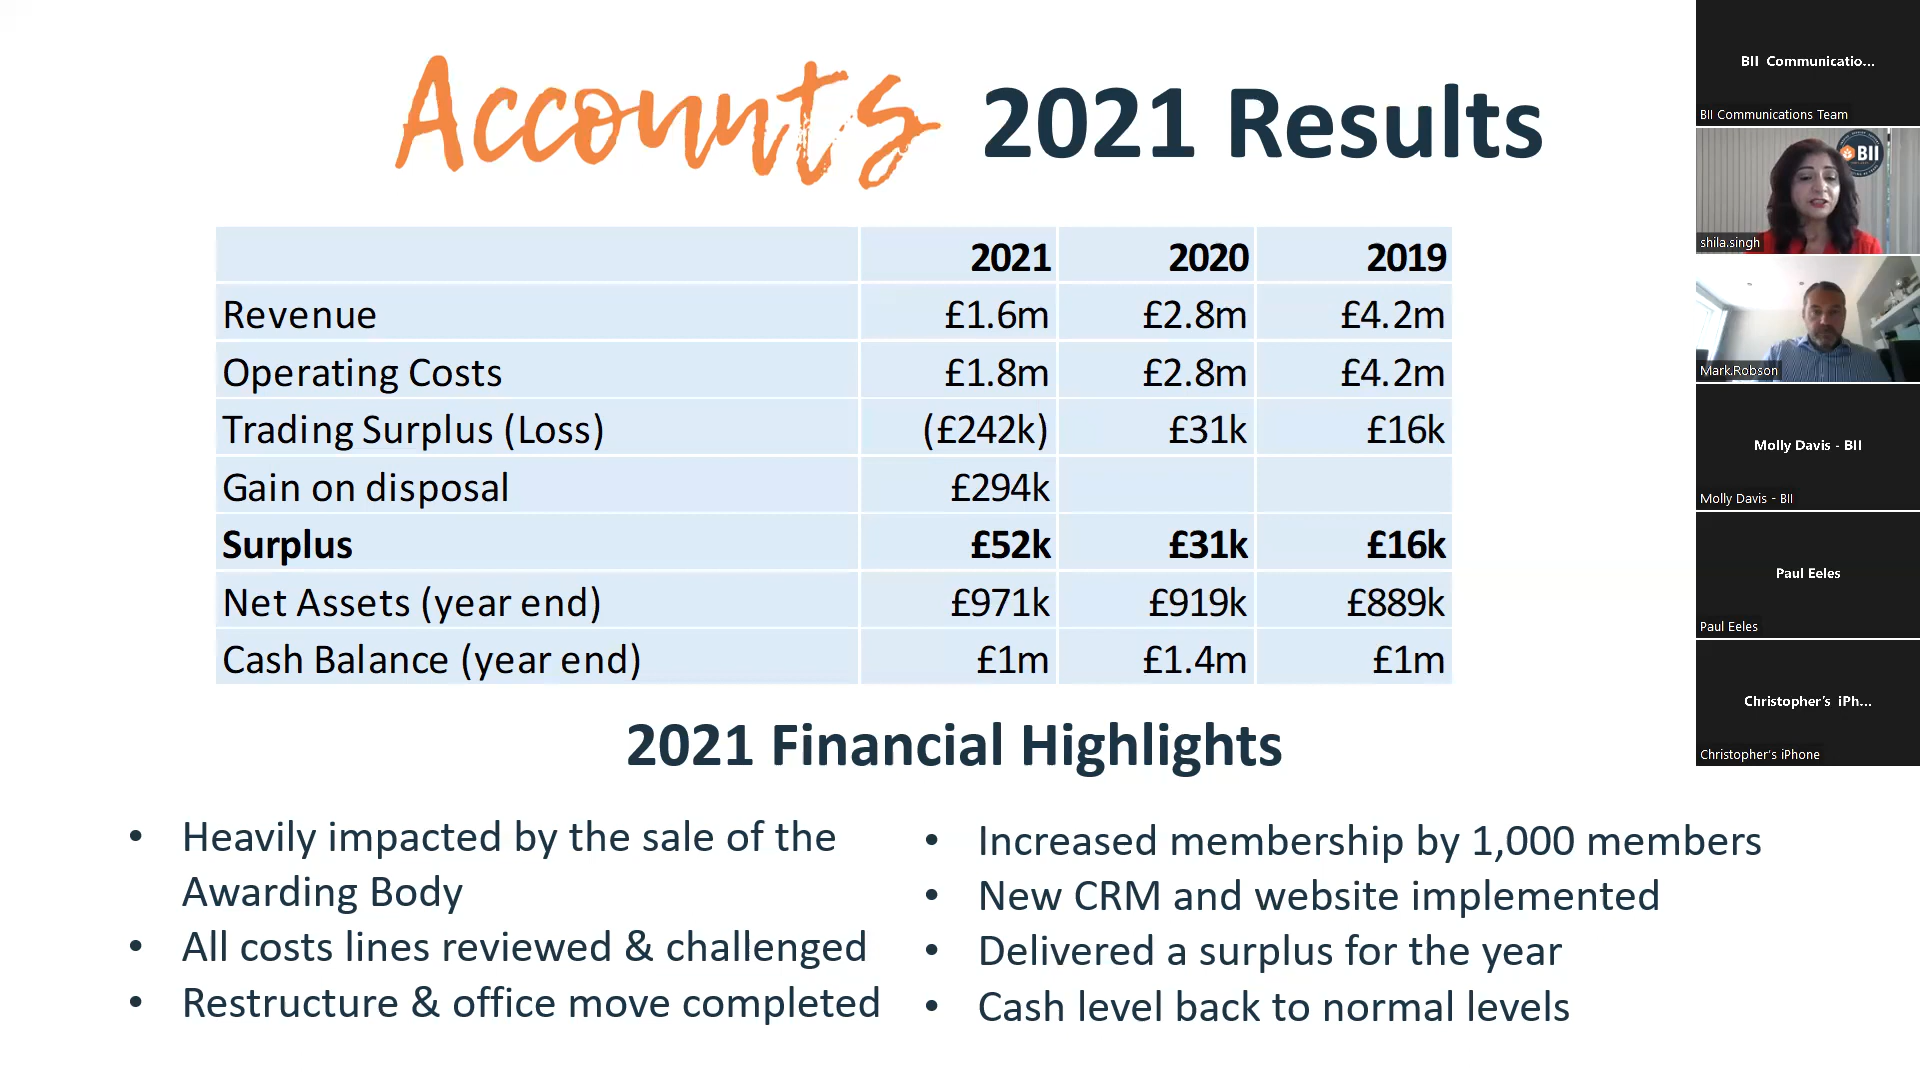 Accounts 2021 Results
2021 2020 2019
Revenue £1.6m £2.8m £4.2m
Operating Costs £1.8m £2.8m £4.2m
Trading Surplus (Loss) (£242k) £31k £16k
Gain on disposal £294k
Surplus £52k £31k £16k
Net Assets (year end) £971k £919k £889k
Cash Balance (year end) £1m £1.4m £1m
2021 Financial Highlights
• Heavily impacted by the sale of the
Awarding Body
• All costs lines reviewed & challenged
• Restructure & office move completed
• Increased membership by 1,000 members
• New CRM and website implemented
• Delivered a surplus for the year
• Cash level back to normal levels
BII Communicatio...
BII Communications Team
BII
shila.singh
Mark.Robson
Molly Davis - BII
Molly Davis - BII
Paul Eeles
Paul Eeles
Christopher's iPh...
Christopher's iPhone